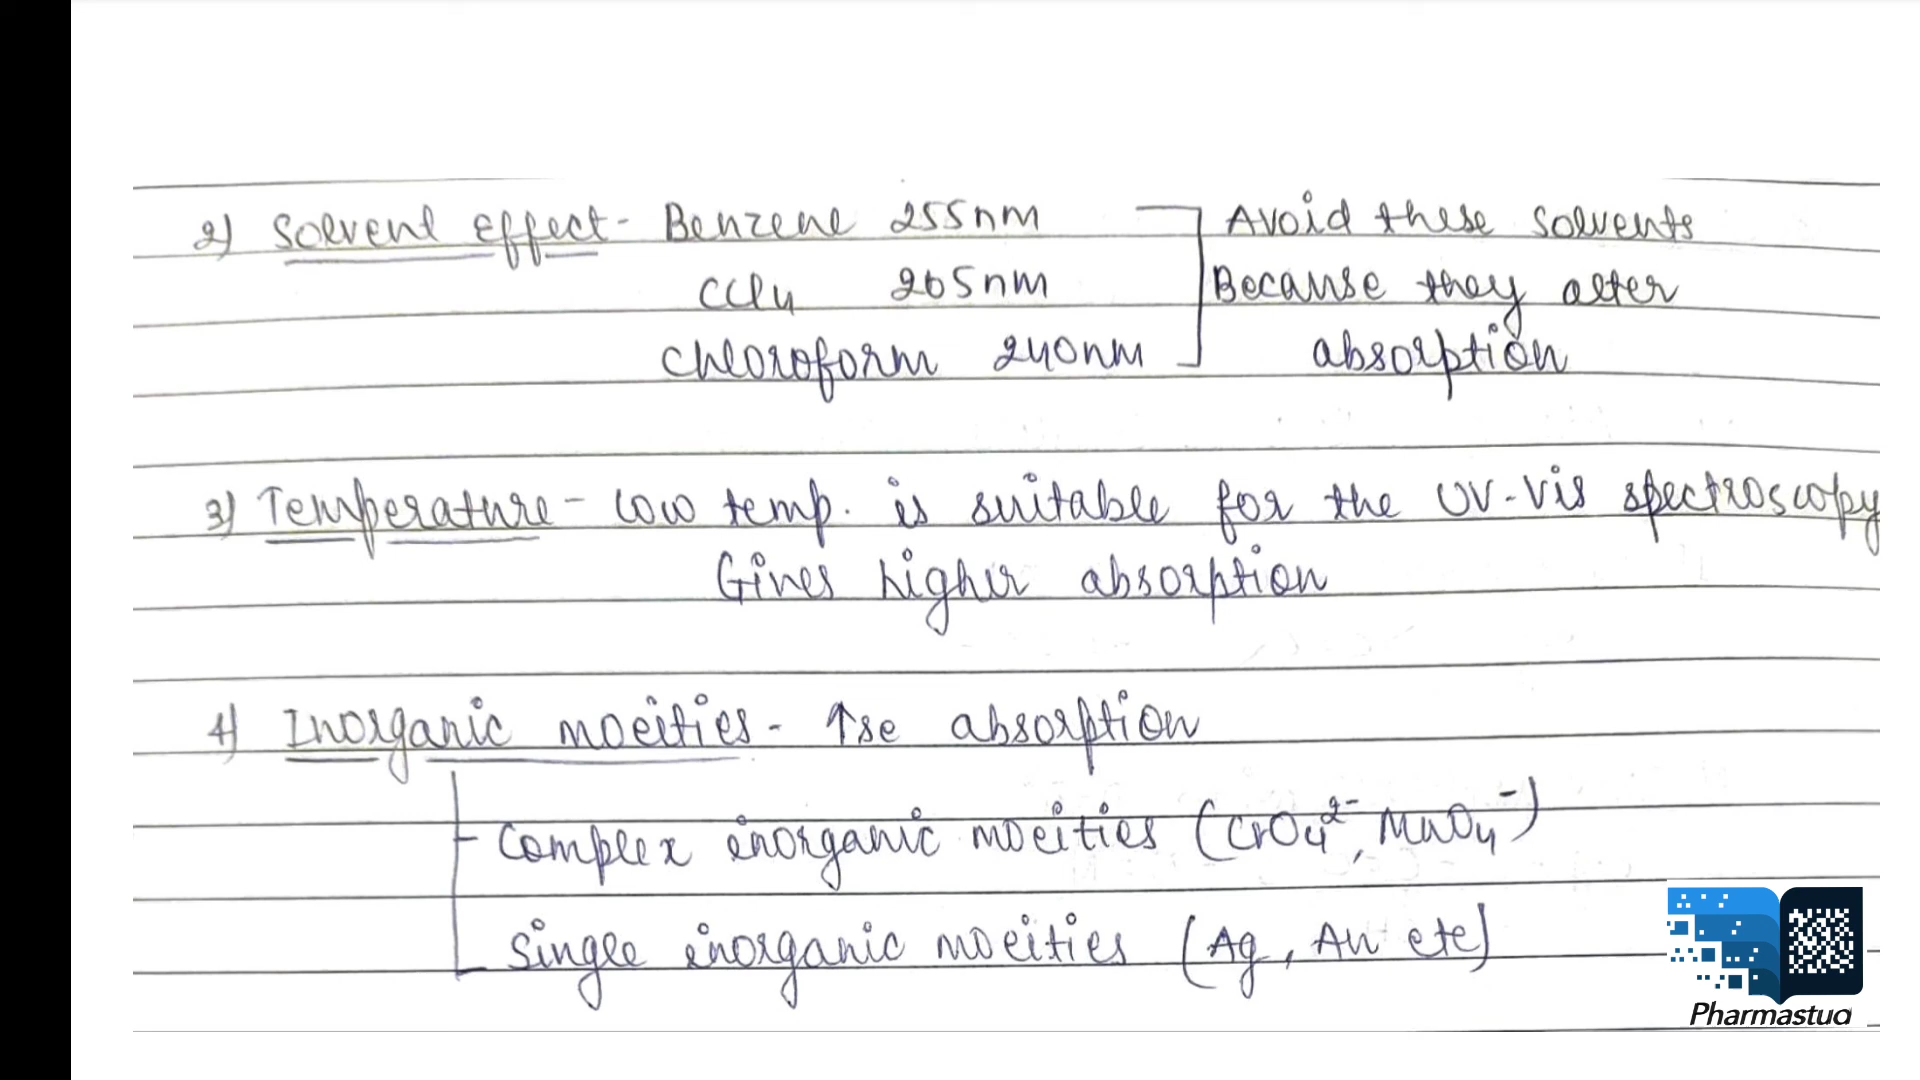 2) Solvent Effect - Benzene 255nm
CCl4 265nm
Chloroform 240nm
Avoid these solvents
Because they alter
absorption
3) Temperature - Low temp. is suitable for the UV-Vis spectroscopy
Gives higher absorption
4) Inorganic moeities - ↑se absorption
Complex inorganic moeities (CrO4²⁻, MnO4⁻)
Single inorganic moeities (Ag, Au etc)
Pharmastud